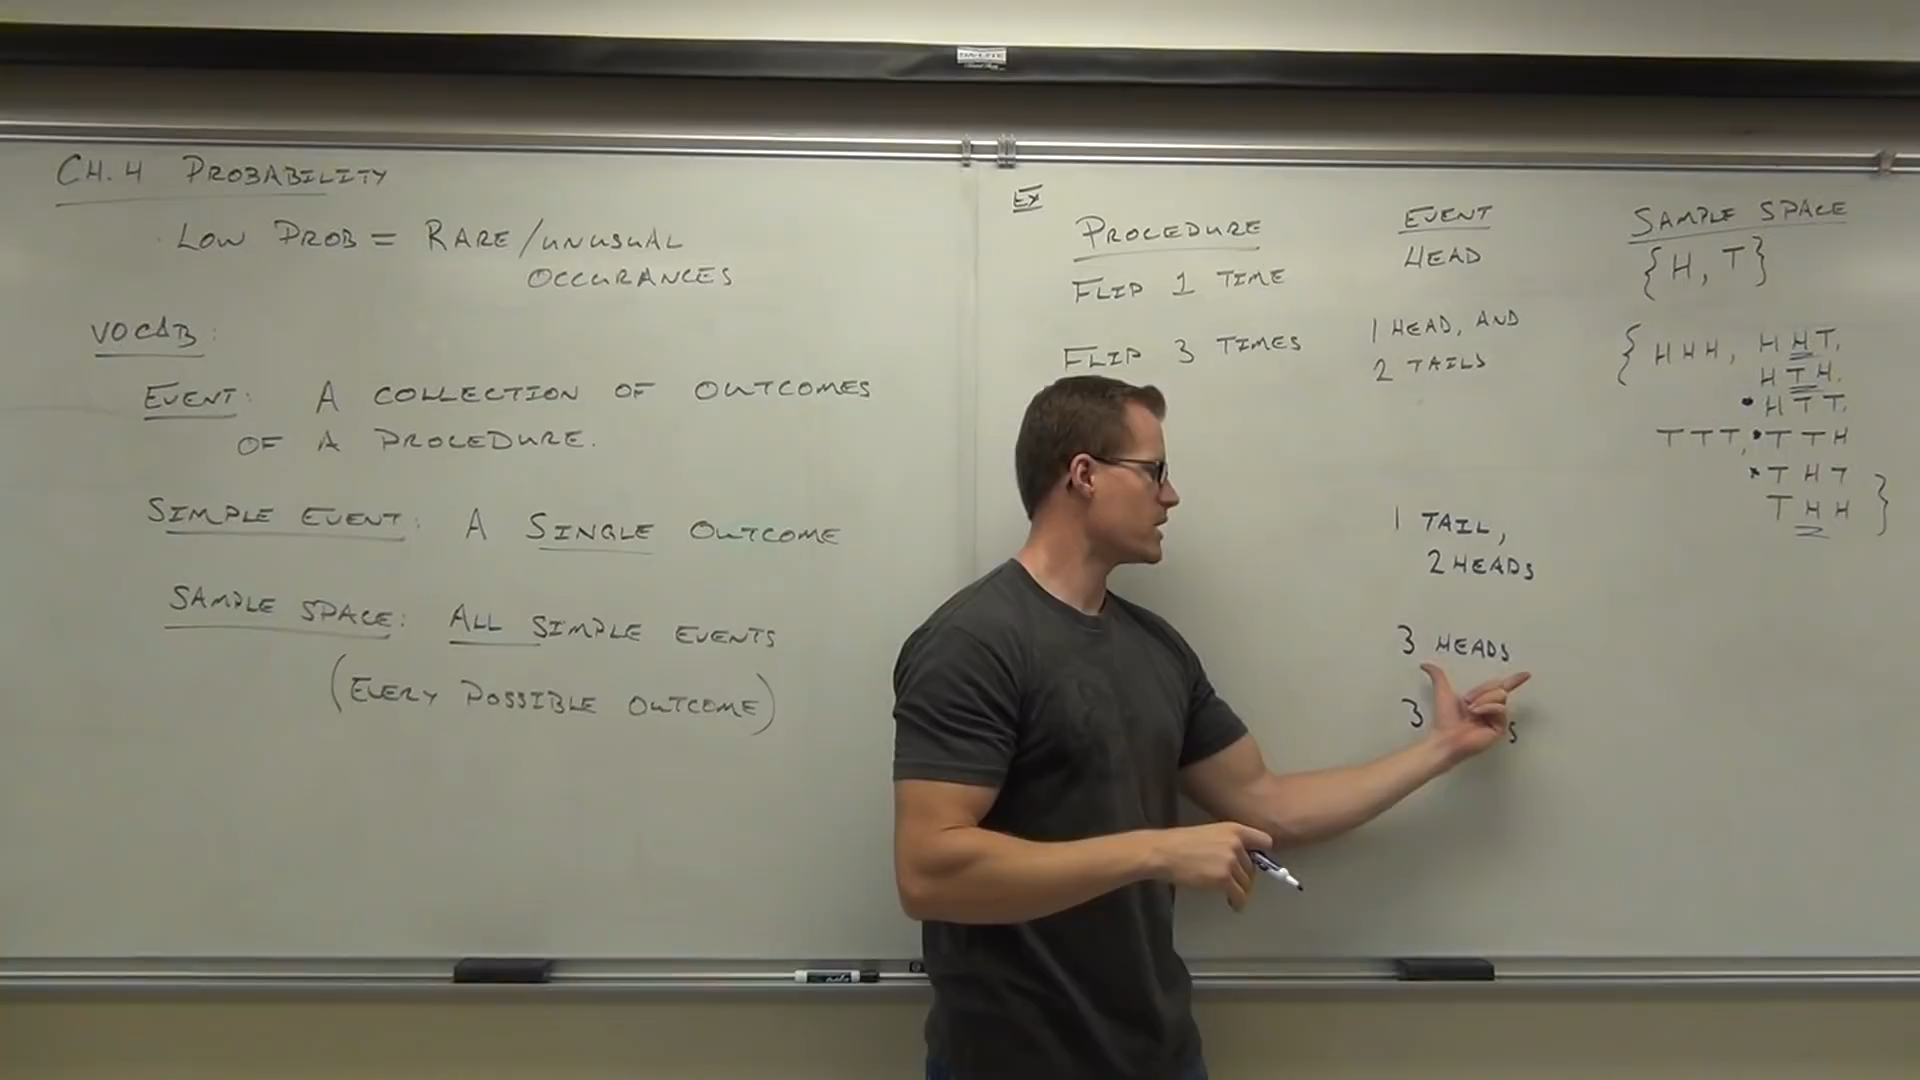 DA-LITE
CH. 4 PROBABILITY
LOW PROB = RARE/UNUSUAL
OCCURANCES
VOCAB:
EVENT: A COLLECTION OF OUTCOMES
OF A PROCEDURE.
SIMPLE EVENT: A SINGLE OUTCOME
SAMPLE SPACE: ALL SIMPLE EVENTS
(EVERY POSSIBLE OUTCOME)
EX
PROCEDURE
FLIP 1 TIME
FLIP 3 TIMES
EVENT
HEAD
1 HEAD, AND
2 TAILS
1 TAIL,
2 HEADS
3 HEADS
3
SAMPLE SPACE
{H, T}
{HHH, HHT,
HTH,
• HTT,
TTT, • TTH
• THT
THH}